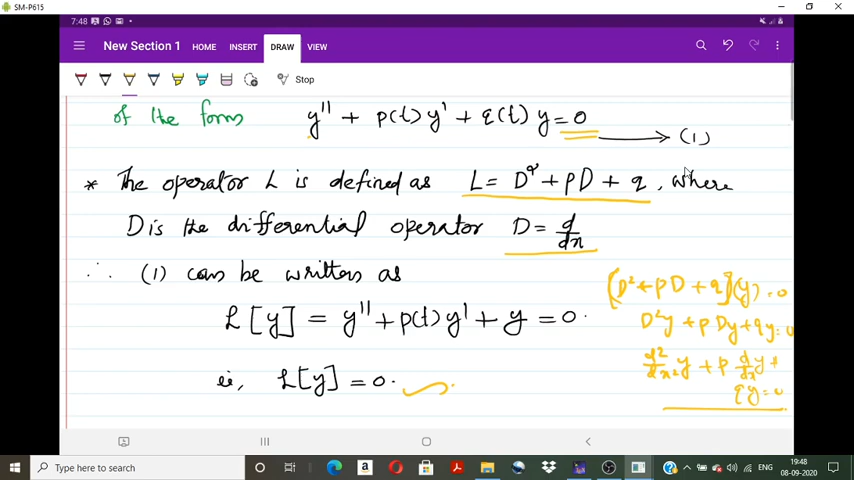 SM-P615
7:48
New Section 1 HOME INSERT DRAW VIEW
Stop
of the form y'' + p(t) y' + q(t) y = 0 → (1)
* The operator L is defined as L = D² + pD + q, where
D is the differential operator D = d/dx
∴ (1) can be written as
L[y] = y'' + p(t) y' + y = 0.
ie, L[y] = 0.
(D² + pD + q)(y) = 0
D²y + pDy + qy = 0
d²/dx² y + p d/dx y +
qy = 0
Type here to search
ENG
19:48
08-09-2020